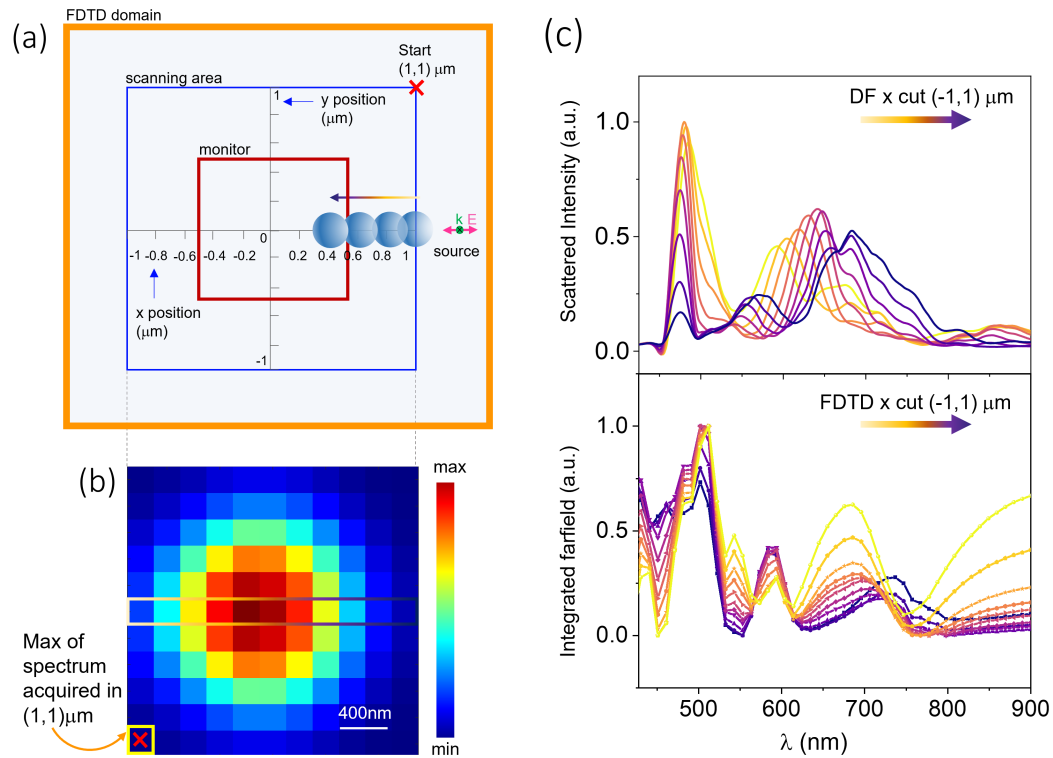 FDTD domain
(a)
Start
(1,1) μm
scanning area
1
y position
(μm)
monitor
k E
source
0
-1 -0.8 -0.6 -0.4 -0.2 0.2 0.4 0.6 0.8 1
x position
(μm)
-1
(b)
max
Max of
spectrum
acquired in
(1,1)μm
400nm
min
(c)
DF x cut (-1,1) μm
Scattered Intensity (a.u.)
1.0
0.5
0.0
FDTD x cut (-1,1) μm
Integrated farfield (a.u.)
1.0
0.5
0.0
500 600 700 800 900
λ (nm)